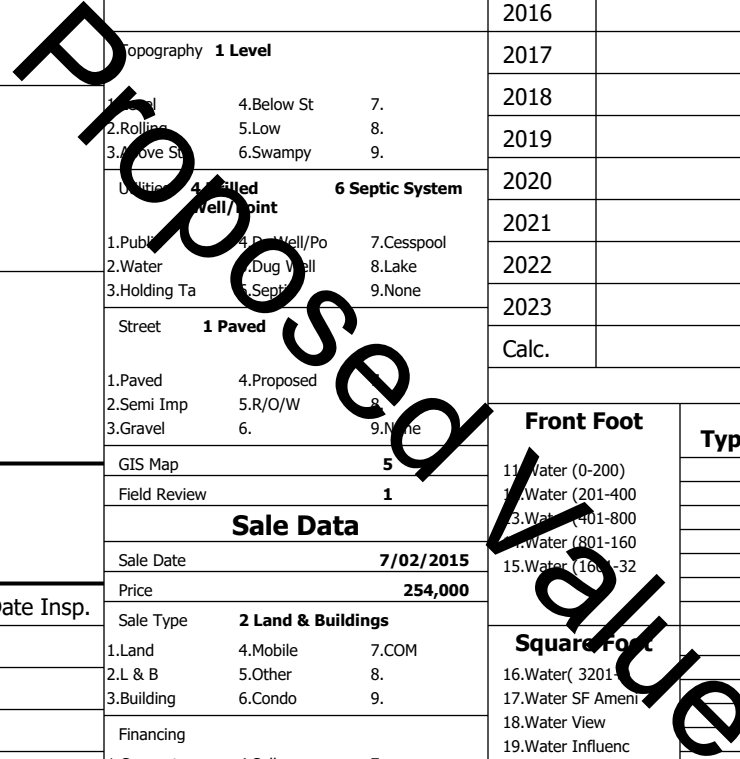 Topography 1 Level
1.Level 4.Below St 7.
2.Rolling 5.Low 8.
3.Above St 6.Swampy 9.
Utilities 4 Drilled Well/Point 6 Septic System
1.Public 4.Dr Well/Po 7.Cesspool
2.Water 5.Dug Well 8.Lake
3.Holding Ta 6.Septic 9.None
Street 1 Paved
1.Paved 4.Proposed 7.
2.Semi Imp 5.R/O/W 8.
3.Gravel 6. 9.None
GIS Map 5
Field Review 1
Sale Data
Sale Date 7/02/2015
Price 254,000
Sale Type 2 Land & Buildings
1.Land 4.Mobile 7.COM
2.L & B 5.Other 8.
3.Building 6.Condo 9.
Financing
Date Insp.
2016
2017
2018
2019
2020
2021
2022
2023
Calc.
Front Foot
Typ
11.Water (0-200)
12.Water (201-400
13.Water (401-800
14.Water (801-160
15.Water (1601-32
Square Foot
16.Water( 3201-
17.Water SF Ameni
18.Water View
19.Water Influenc
Proposed Value